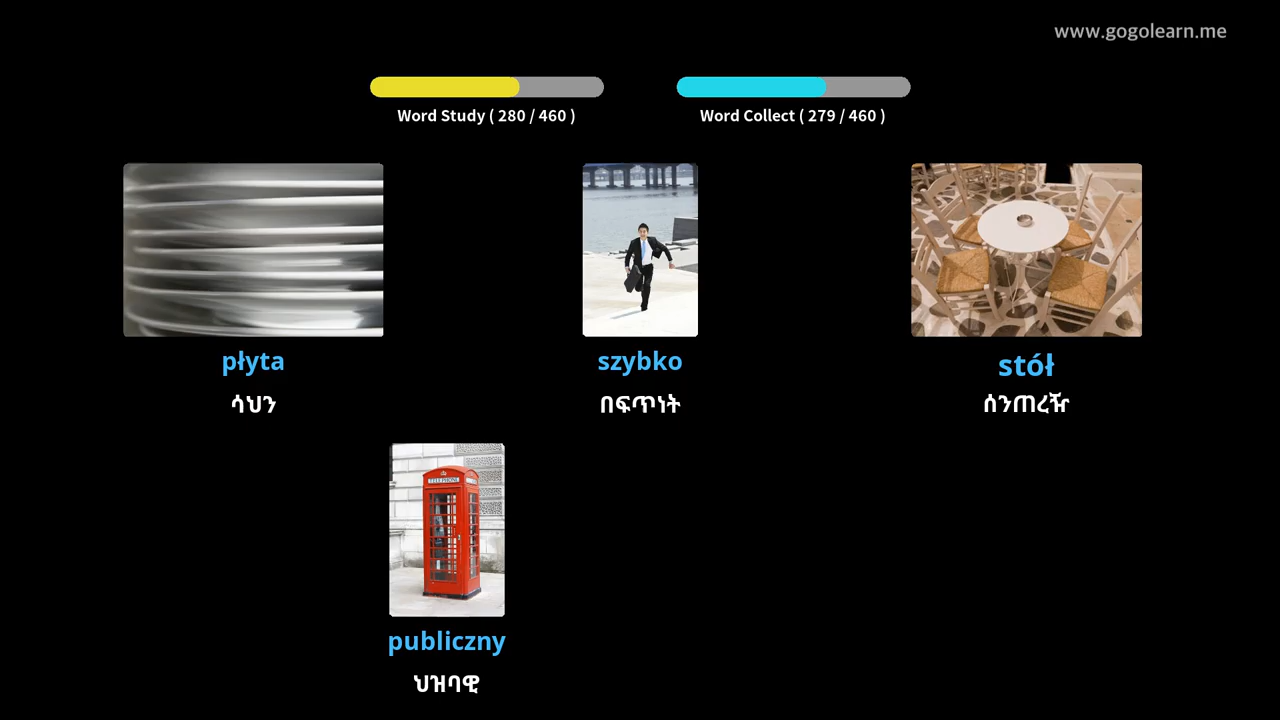 www.gogolearn.me
Word Study ( 280 / 460 )
Word Collect ( 279 / 460 )
płyta
szybko
stół
ሳህን
በፍጥነት
ሰንጠረዥ
TELEPHONE
publiczny
ህዝባዊ